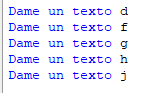 Dame un texto d
Dame un texto f
Dame un texto g
Dame un texto h
Dame un texto j